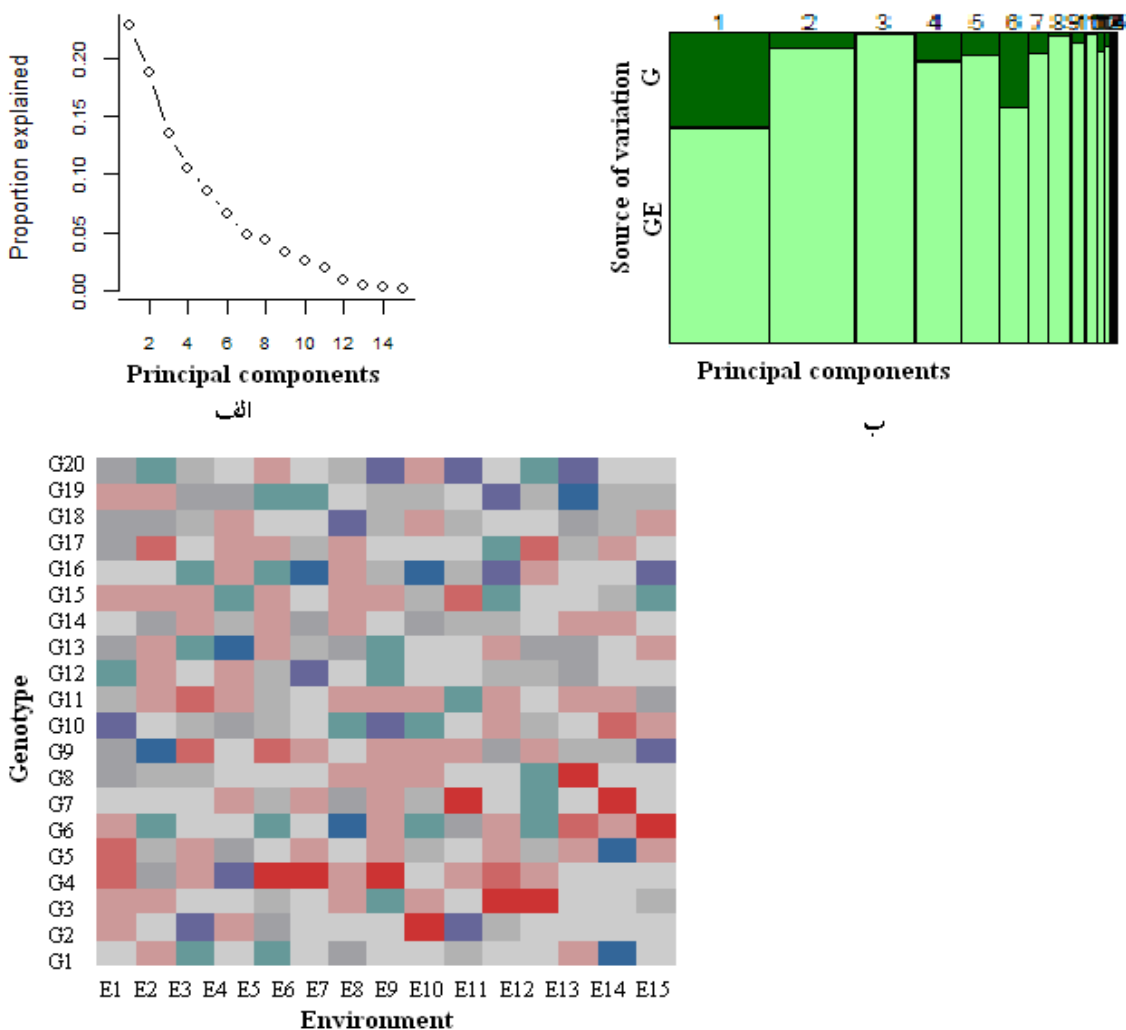 Proportion explained
0.20
0.15
0.10
0.05
0.00
2 4 6 8 10 12 14
Principal components
الف
1 2 3 4 5 6 7 8 9
Source of variation
G
GE
Principal components
ب
Genotype
G20
G19
G18
G17
G16
G15
G14
G13
G12
G11
G10
G9
G8
G7
G6
G5
G4
G3
G2
G1
E1 E2 E3 E4 E5 E6 E7 E8 E9 E10 E11 E12 E13 E14 E15
Environment